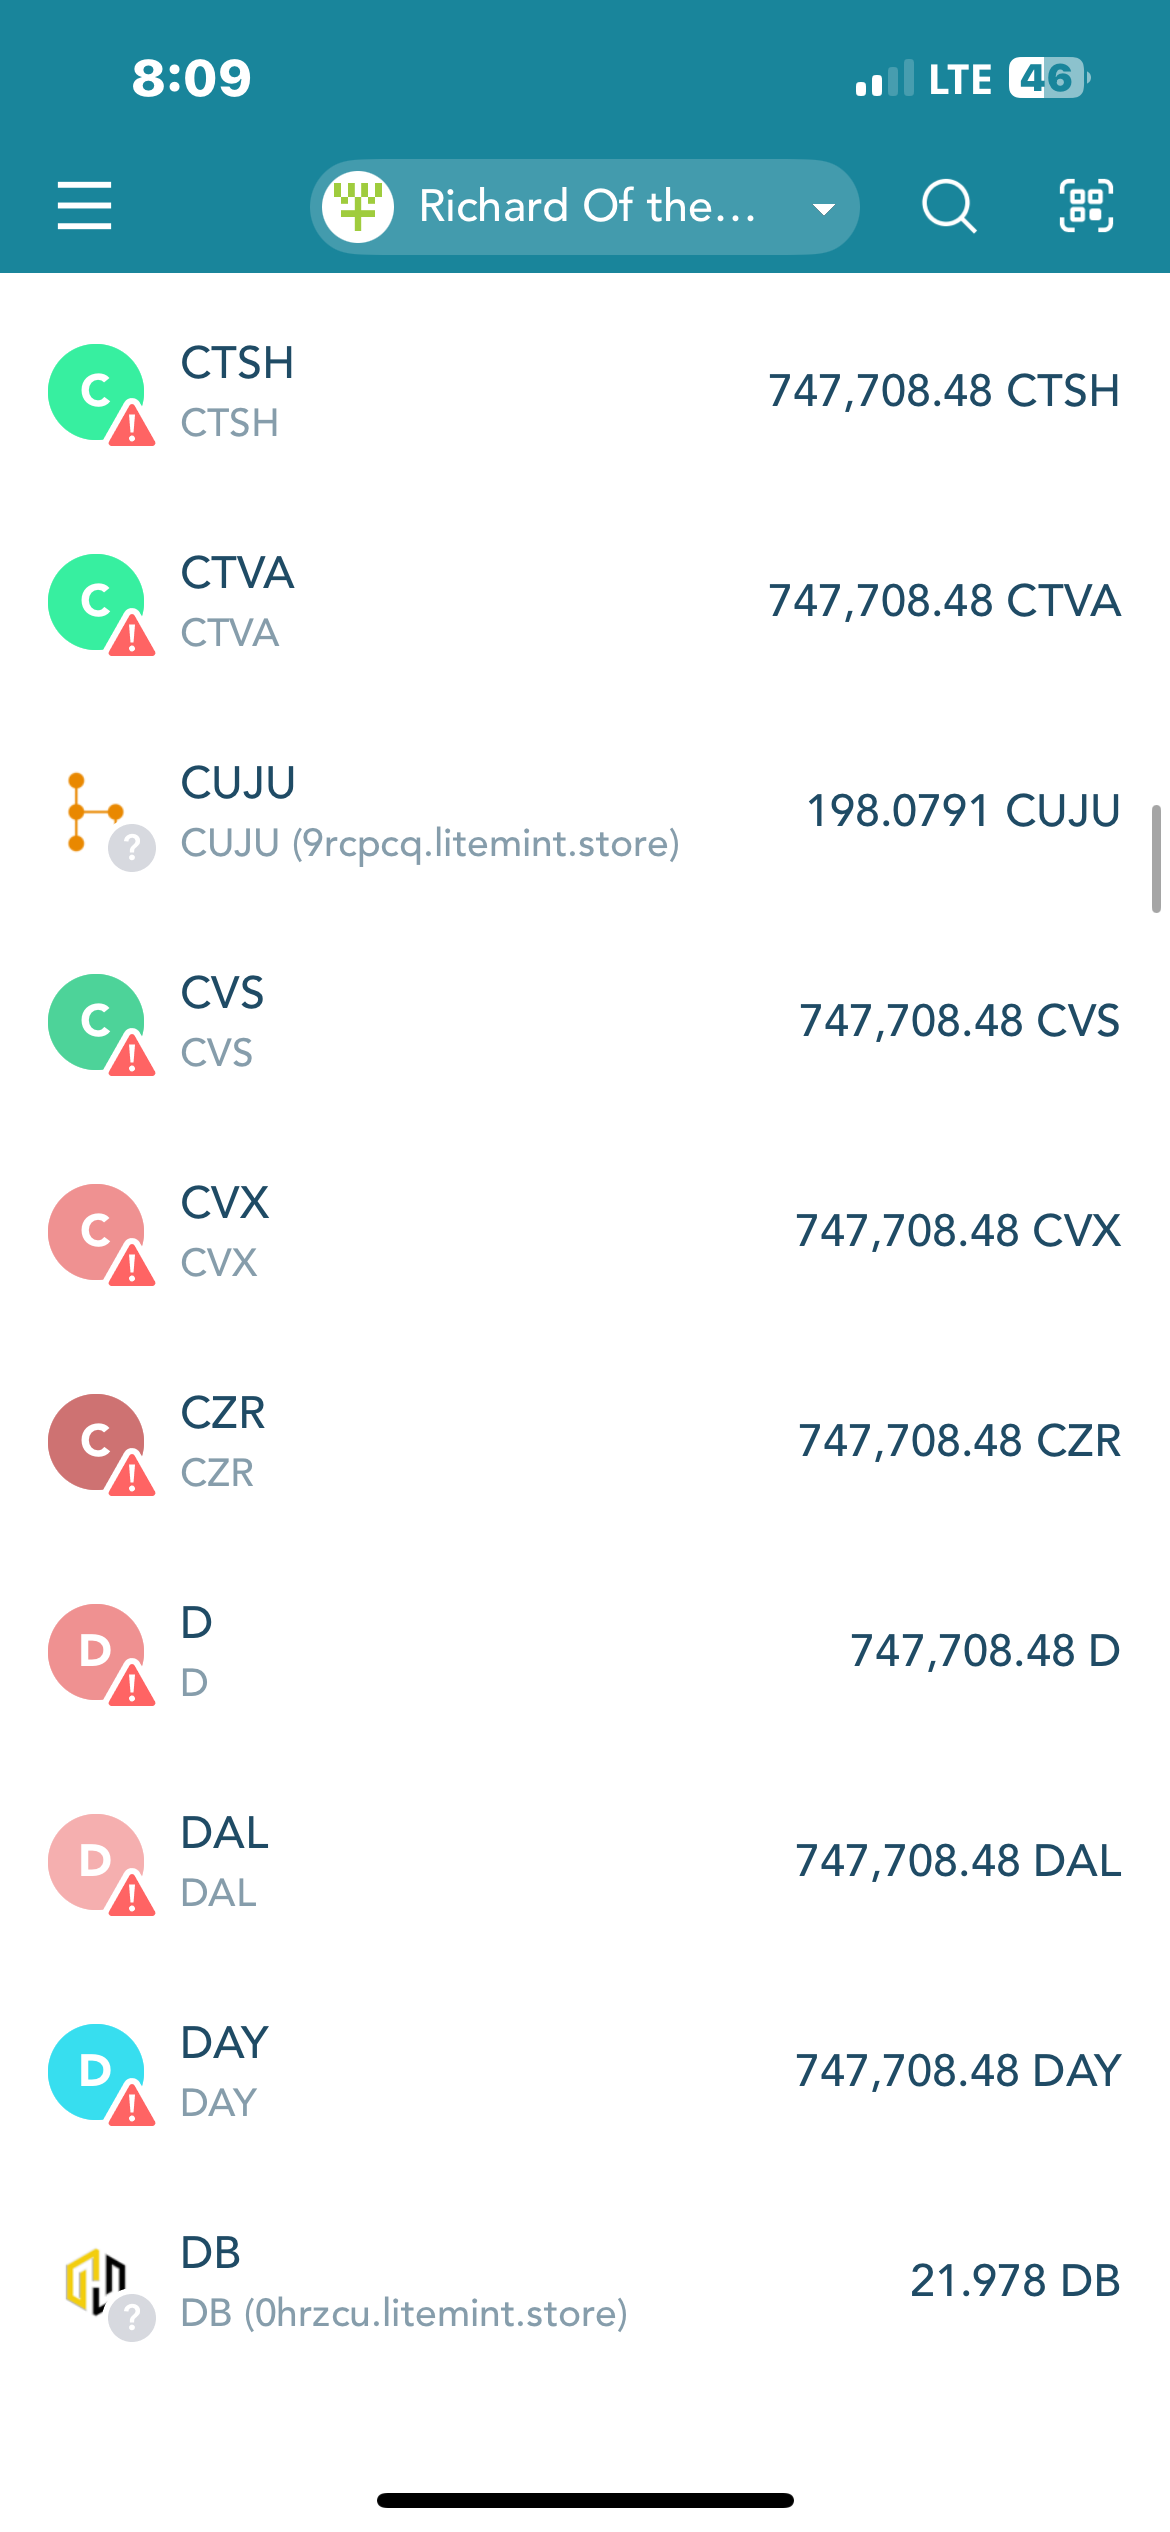 8:09
LTE 46
Richard Of the...
C
CTSH
CTSH
747,708.48 CTSH
C
CTVA
CTVA
747,708.48 CTVA
CUJU
CUJU (9rcpcq.litemint.store)
198.0791 CUJU
?
C
CVS
CVS
747,708.48 CVS
C
CVX
CVX
747,708.48 CVX
C
CZR
CZR
747,708.48 CZR
D
D
D
747,708.48 D
D
DAL
DAL
747,708.48 DAL
D
DAY
DAY
747,708.48 DAY
DB
DB (0hrzcu.litemint.store)
21.978 DB
?